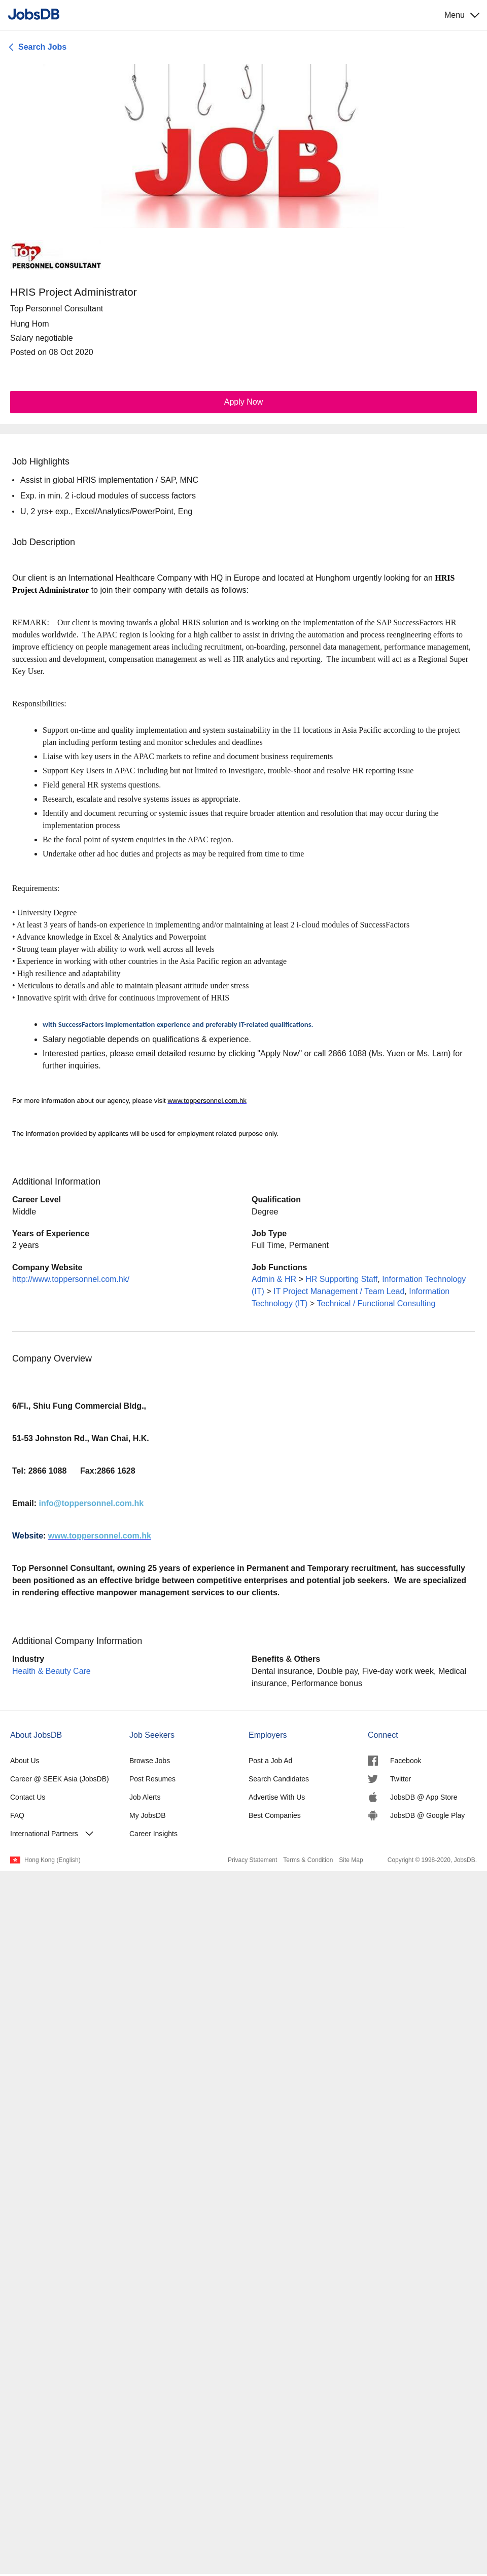 JobsDB
Menu
Search Jobs
JOB
Top
PERSONNEL CONSULTANT
HRIS Project Administrator
Top Personnel Consultant
Hung Hom
Salary negotiable
Posted on 08 Oct 2020
Apply Now
Job Highlights
• Assist in global HRIS implementation / SAP, MNC
• Exp. in min. 2 i-cloud modules of success factors
• U, 2 yrs+ exp., Excel/Analytics/PowerPoint, Eng
Job Description
Our client is an International Healthcare Company with HQ in Europe and located at Hunghom urgently looking for an HRIS
Project Administrator to join their company with details as follows:
REMARK: Our client is moving towards a global HRIS solution and is working on the implementation of the SAP SuccessFactors HR
modules worldwide. The APAC region is looking for a high caliber to assist in driving the automation and process reengineering efforts to
improve efficiency on people management areas including recruitment, on-boarding, personnel data management, performance management,
succession and development, compensation management as well as HR analytics and reporting. The incumbent will act as a Regional Super
Key User.
Responsibilities:
• Support on-time and quality implementation and system sustainability in the 11 locations in Asia Pacific according to the project
plan including perform testing and monitor schedules and deadlines
• Liaise with key users in the APAC markets to refine and document business requirements
• Support Key Users in APAC including but not limited to Investigate, trouble-shoot and resolve HR reporting issue
• Field general HR systems questions.
• Research, escalate and resolve systems issues as appropriate.
• Identify and document recurring or systemic issues that require broader attention and resolution that may occur during the
implementation process
• Be the focal point of system enquiries in the APAC region.
• Undertake other ad hoc duties and projects as may be required from time to time
Requirements:
• University Degree
• At least 3 years of hands-on experience in implementing and/or maintaining at least 2 i-cloud modules of SuccessFactors
• Advance knowledge in Excel & Analytics and Powerpoint
• Strong team player with ability to work well across all levels
• Experience in working with other countries in the Asia Pacific region an advantage
• High resilience and adaptability
• Meticulous to details and able to maintain pleasant attitude under stress
• Innovative spirit with drive for continuous improvement of HRIS
• with SuccessFactors implementation experience and preferably IT-related qualifications.
• Salary negotiable depends on qualifications & experience.
• Interested parties, please email detailed resume by clicking "Apply Now" or call 2866 1088 (Ms. Yuen or Ms. Lam) for
further inquiries.
For more information about our agency, please visit www.toppersonnel.com.hk
The information provided by applicants will be used for employment related purpose only.
Additional Information
Career Level
Middle
Qualification
Degree
Years of Experience
2 years
Job Type
Full Time, Permanent
Company Website
http://www.toppersonnel.com.hk/
Job Functions
Admin & HR > HR Supporting Staff, Information Technology
(IT) > IT Project Management / Team Lead, Information
Technology (IT) > Technical / Functional Consulting
Company Overview
6/Fl., Shiu Fung Commercial Bldg.,
51-53 Johnston Rd., Wan Chai, H.K.
Tel: 2866 1088 Fax:2866 1628
Email: info@toppersonnel.com.hk
Website: www.toppersonnel.com.hk
Top Personnel Consultant, owning 25 years of experience in Permanent and Temporary recruitment, has successfully
been positioned as an effective bridge between competitive enterprises and potential job seekers. We are specialized
in rendering effective manpower management services to our clients.
Additional Company Information
Industry
Health & Beauty Care
Benefits & Others
Dental insurance, Double pay, Five-day work week, Medical
insurance, Performance bonus
About JobsDB
About Us
Career @ SEEK Asia (JobsDB)
Contact Us
FAQ
International Partners
Job Seekers
Browse Jobs
Post Resumes
Job Alerts
My JobsDB
Career Insights
Employers
Post a Job Ad
Search Candidates
Advertise With Us
Best Companies
Connect
Facebook
Twitter
JobsDB @ App Store
JobsDB @ Google Play
Hong Kong (English)
Privacy Statement Terms & Condition Site Map Copyright © 1998-2020, JobsDB.